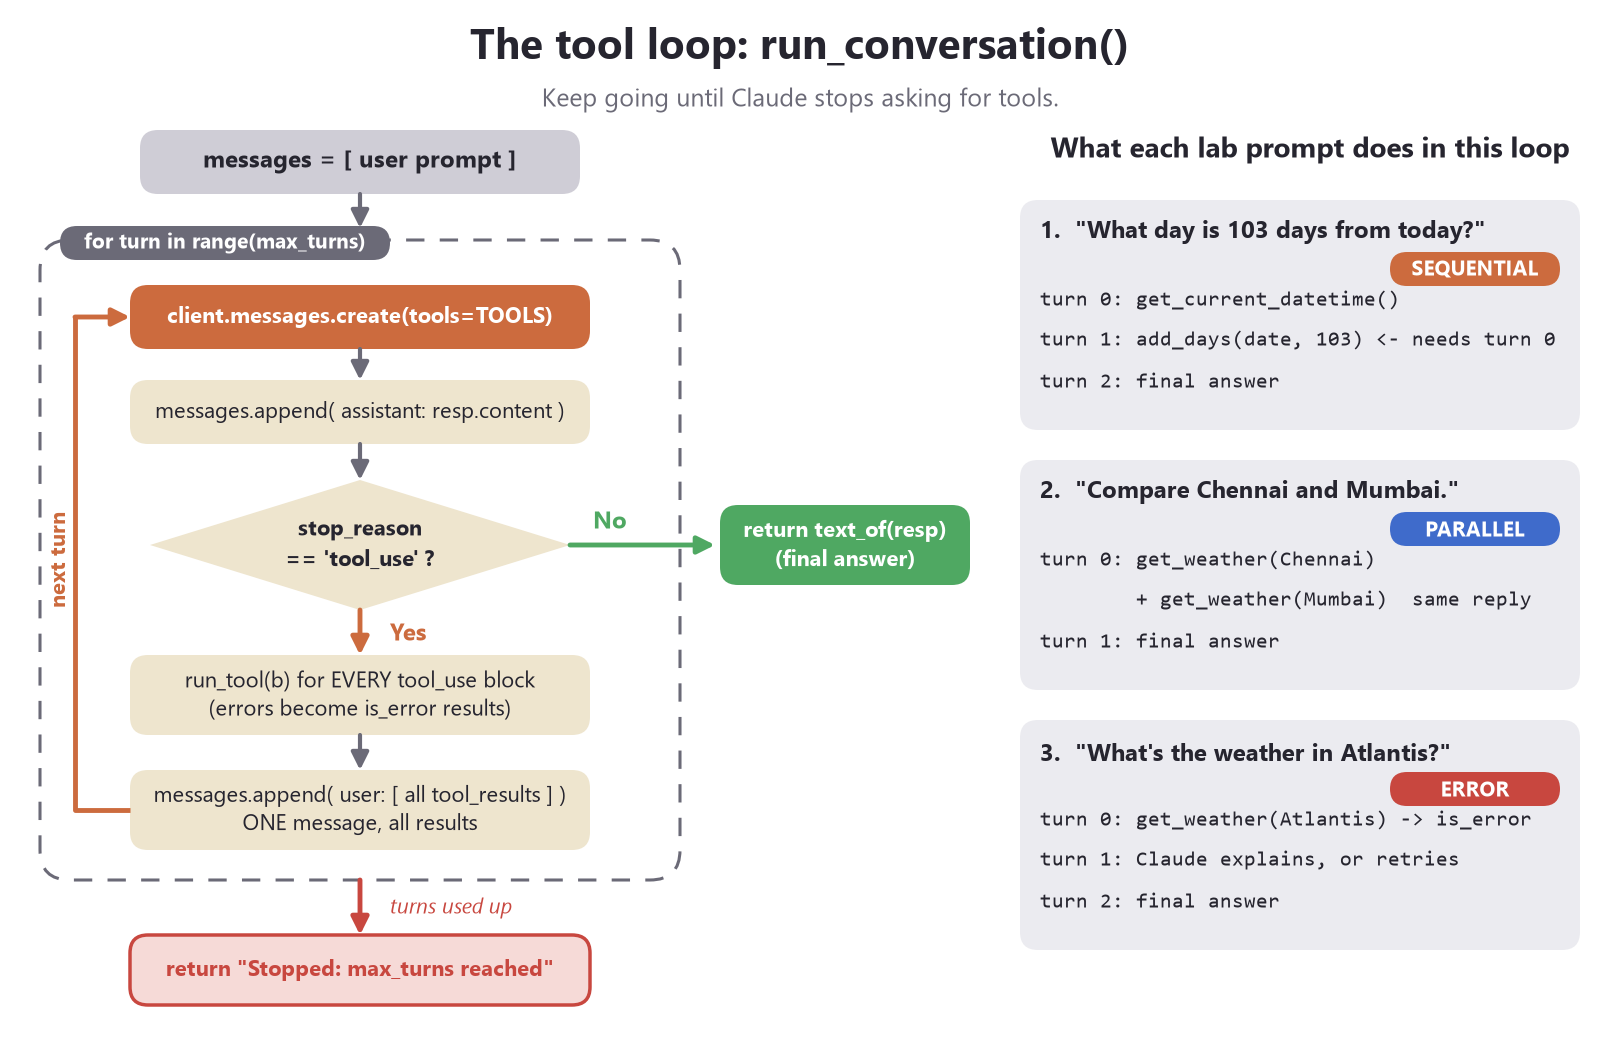 The tool loop: run_conversation()
Keep going until Claude stops asking for tools.
messages = [ user prompt ]
for turn in range(max_turns)
client.messages.create(tools=TOOLS)
messages.append( assistant: resp.content )
stop_reason
== 'tool_use' ?
No
return text_of(resp)
(final answer)
Yes
next turn
run_tool(b) for EVERY tool_use block
(errors become is_error results)
messages.append( user: [ all tool_results ] )
ONE message, all results
turns used up
return "Stopped: max_turns reached"
What each lab prompt does in this loop
1. "What day is 103 days from today?"
SEQUENTIAL
turn 0: get_current_datetime()
turn 1: add_days(date, 103) <- needs turn 0
turn 2: final answer
2. "Compare Chennai and Mumbai."
PARALLEL
turn 0: get_weather(Chennai)
+ get_weather(Mumbai)  same reply
turn 1: final answer
3. "What's the weather in Atlantis?"
ERROR
turn 0: get_weather(Atlantis) -> is_error
turn 1: Claude explains, or retries
turn 2: final answer